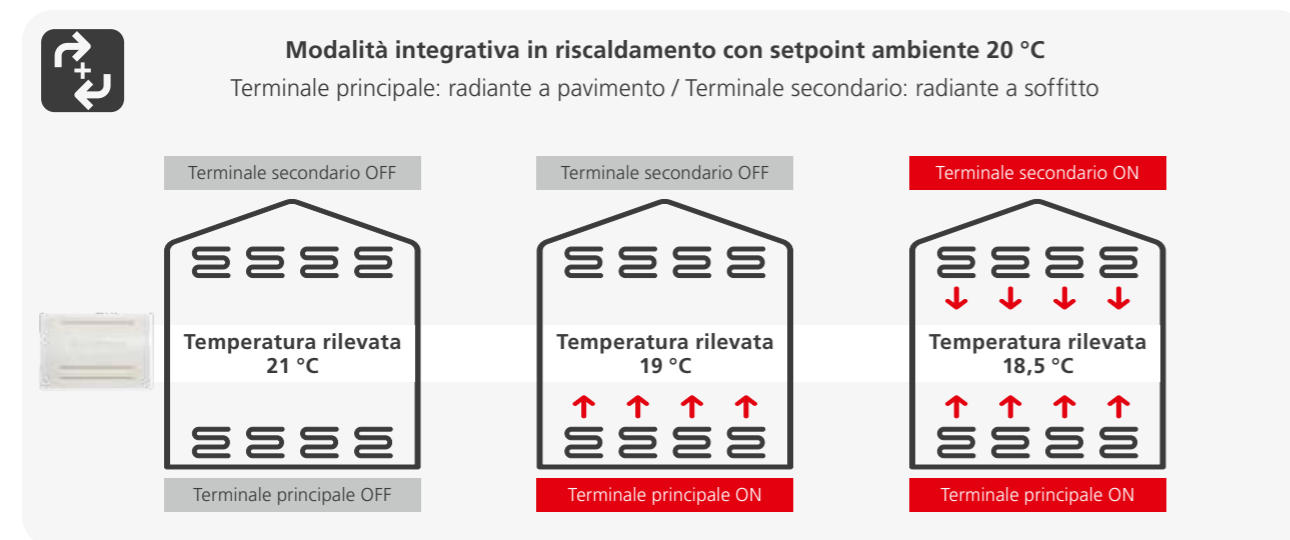 Modalità integrativa in riscaldamento con setpoint ambiente 20 °C
Terminale principale: radiante a pavimento / Terminale secondario: radiante a soffitto
Terminale secondario OFF
Terminale secondario OFF
Terminale secondario ON
Temperatura rilevata
21 °C
Temperatura rilevata
19 °C
Temperatura rilevata
18,5 °C
Terminale principale OFF
Terminale principale ON
Terminale principale ON